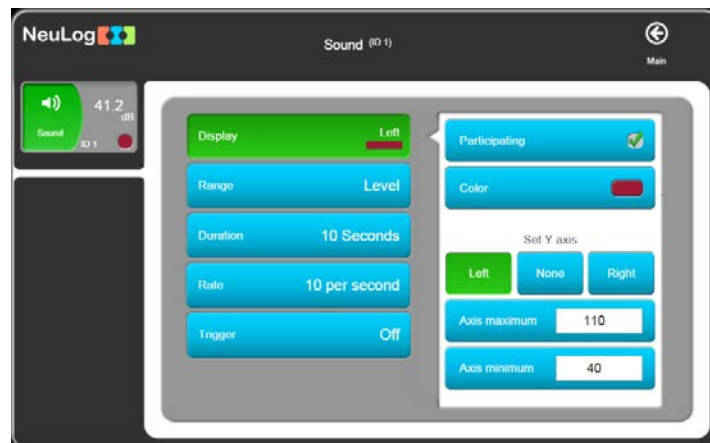 NeuLog
Sound (ID 1)
Main
41.2
dB
Sound
ID 1
Display Left
Range Level
Duration 10 Seconds
Rate 10 per second
Trigger Off
Participating
Color
Set Y axis
Left None Right
Axis maximum 110
Axis minimum 40